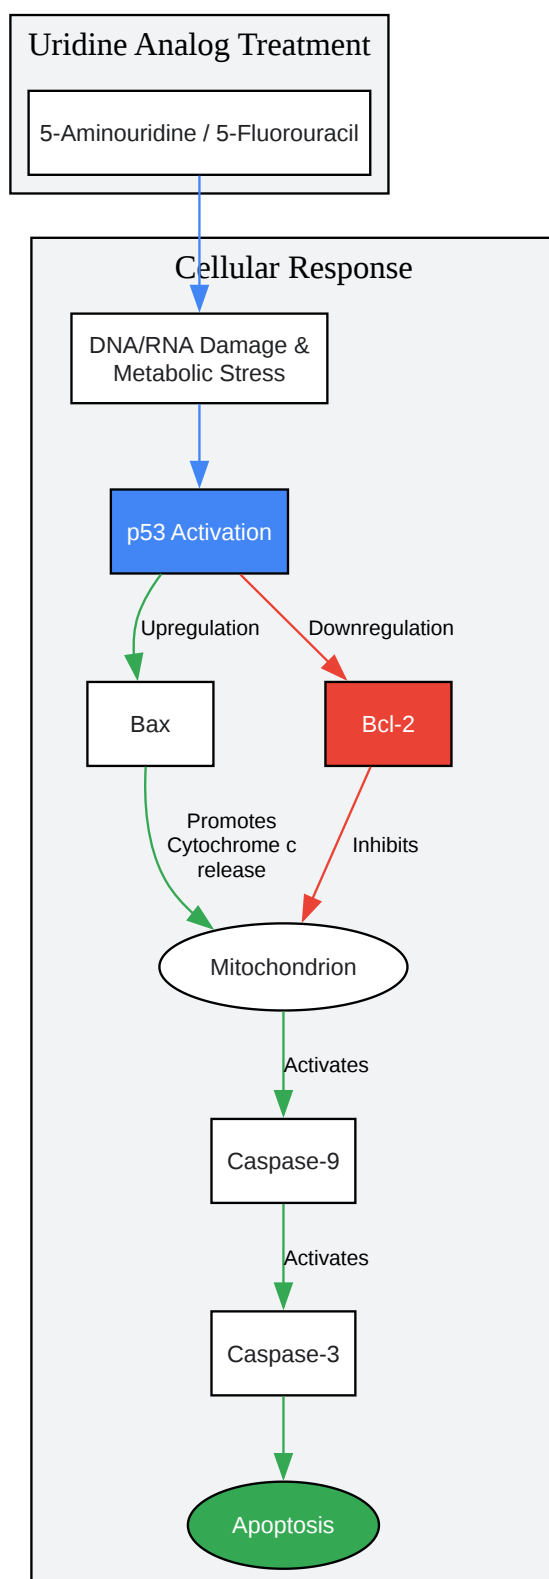 Uridine Analog Treatment
5-Aminouridine / 5-Fluorouracil
Cellular Response
DNA/RNA Damage &
Metabolic Stress
p53 Activation
Upregulation
Downregulation
Bax
Bcl-2
Promotes
Cytochrome c
release
Inhibits
Mitochondrion
Activates
Caspase-9
Activates
Caspase-3
Apoptosis